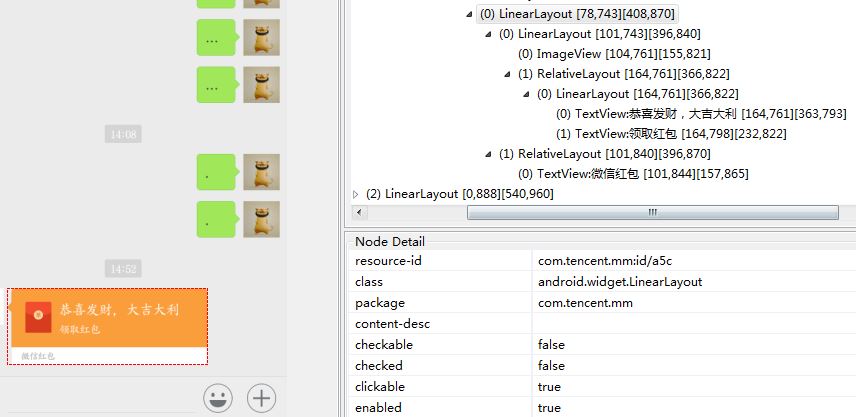 ...
...
14:08
.
.
14:52
恭喜发财，大吉大利
领取红包
微信红包
(0) LinearLayout [78,743][408,870]
(0) LinearLayout [101,743][396,840]
(0) ImageView [104,761][155,821]
(1) RelativeLayout [164,761][366,822]
(0) LinearLayout [164,761][366,822]
(0) TextView:恭喜发财，大吉大利 [164,761][363,793]
(1) TextView:领取红包 [164,798][232,822]
(1) RelativeLayout [101,840][396,870]
(0) TextView:微信红包 [101,844][157,865]
(2) LinearLayout [0,888][540,960]
Node Detail
resource-id com.tencent.mm:id/a5c
class android.widget.LinearLayout
package com.tencent.mm
content-desc
checkable false
checked false
clickable true
enabled true